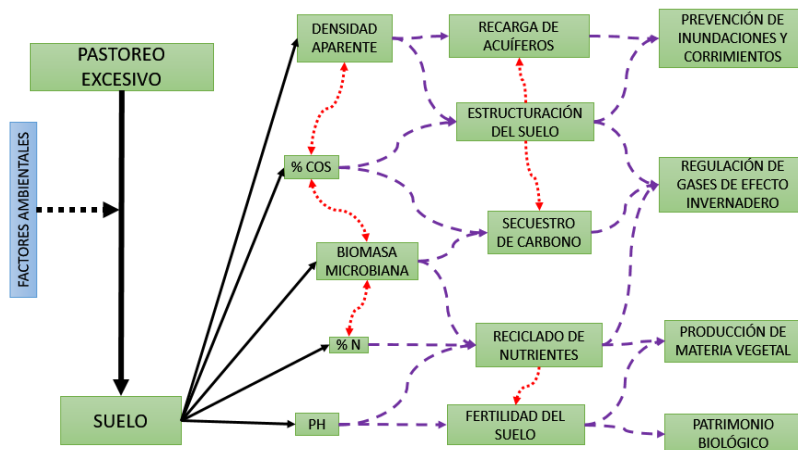 PASTOREO
EXCESIVO
FACTORES AMBIENTALES
SUELO
DENSIDAD
APARENTE
% COS
BIOMASA
MICROBIANA
% N
PH
RECARGA DE
ACUÍFEROS
ESTRUCTURACIÓN
DEL SUELO
SECUESTRO
DE CARBONO
RECICLADO DE
NUTRIENTES
FERTILIDAD DEL
SUELO
PREVENCIÓN DE
INUNDACIONES Y
CORRIMIENTOS
REGULACIÓN DE
GASES DE EFECTO
INVERNADERO
PRODUCCIÓN DE
MATERIA VEGETAL
PATRIMONIO
BIOLÓGICO